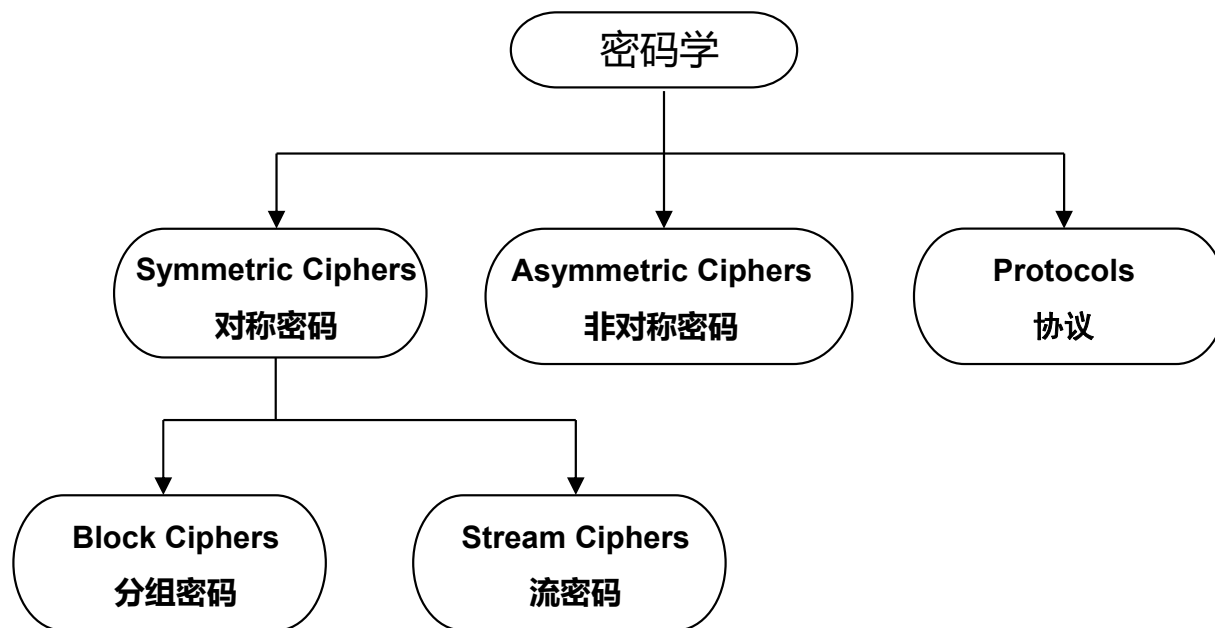 密码学
Symmetric Ciphers
对称密码
Asymmetric Ciphers
非对称密码
Protocols
协议
Block Ciphers
分组密码
Stream Ciphers
流密码